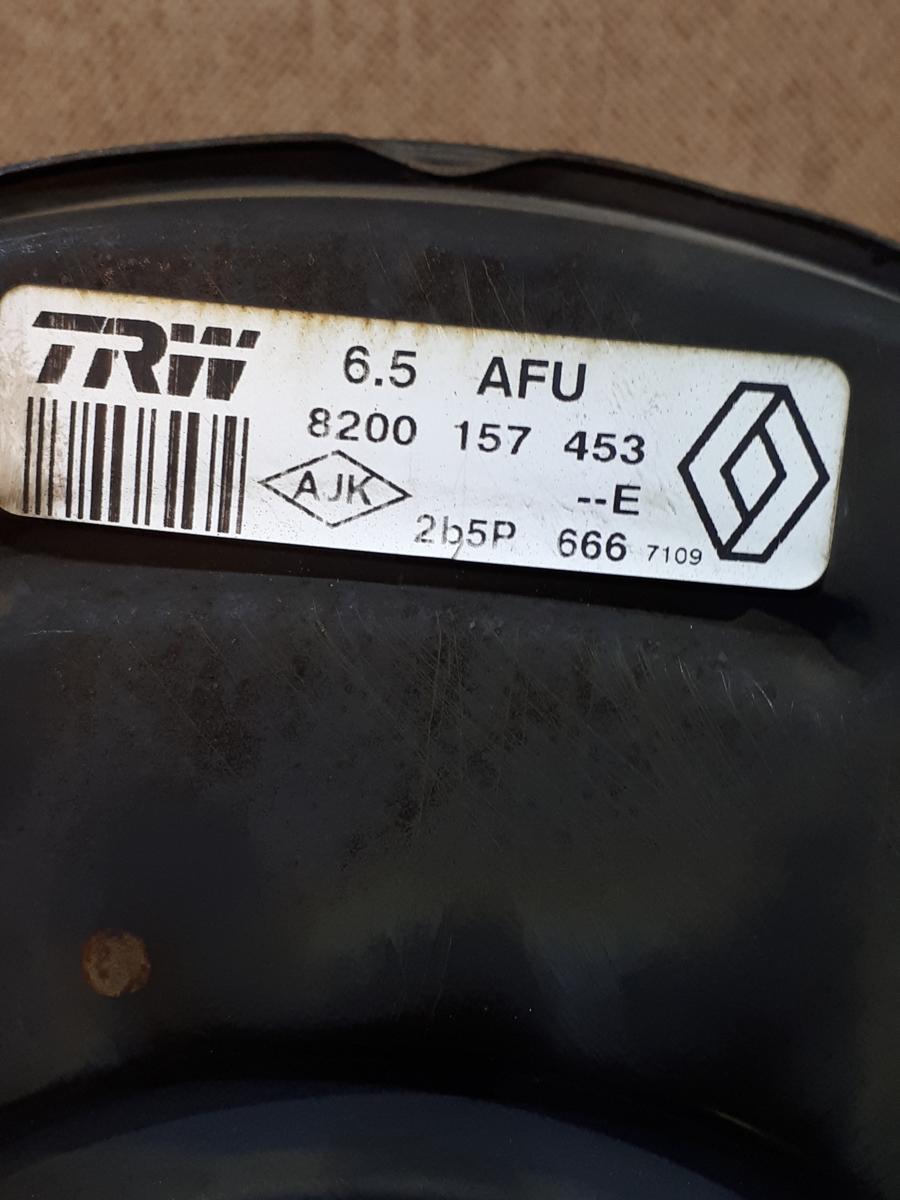 TRW
6.5 AFU
8200 157 453
AJK
--E
2b5P 666 7109